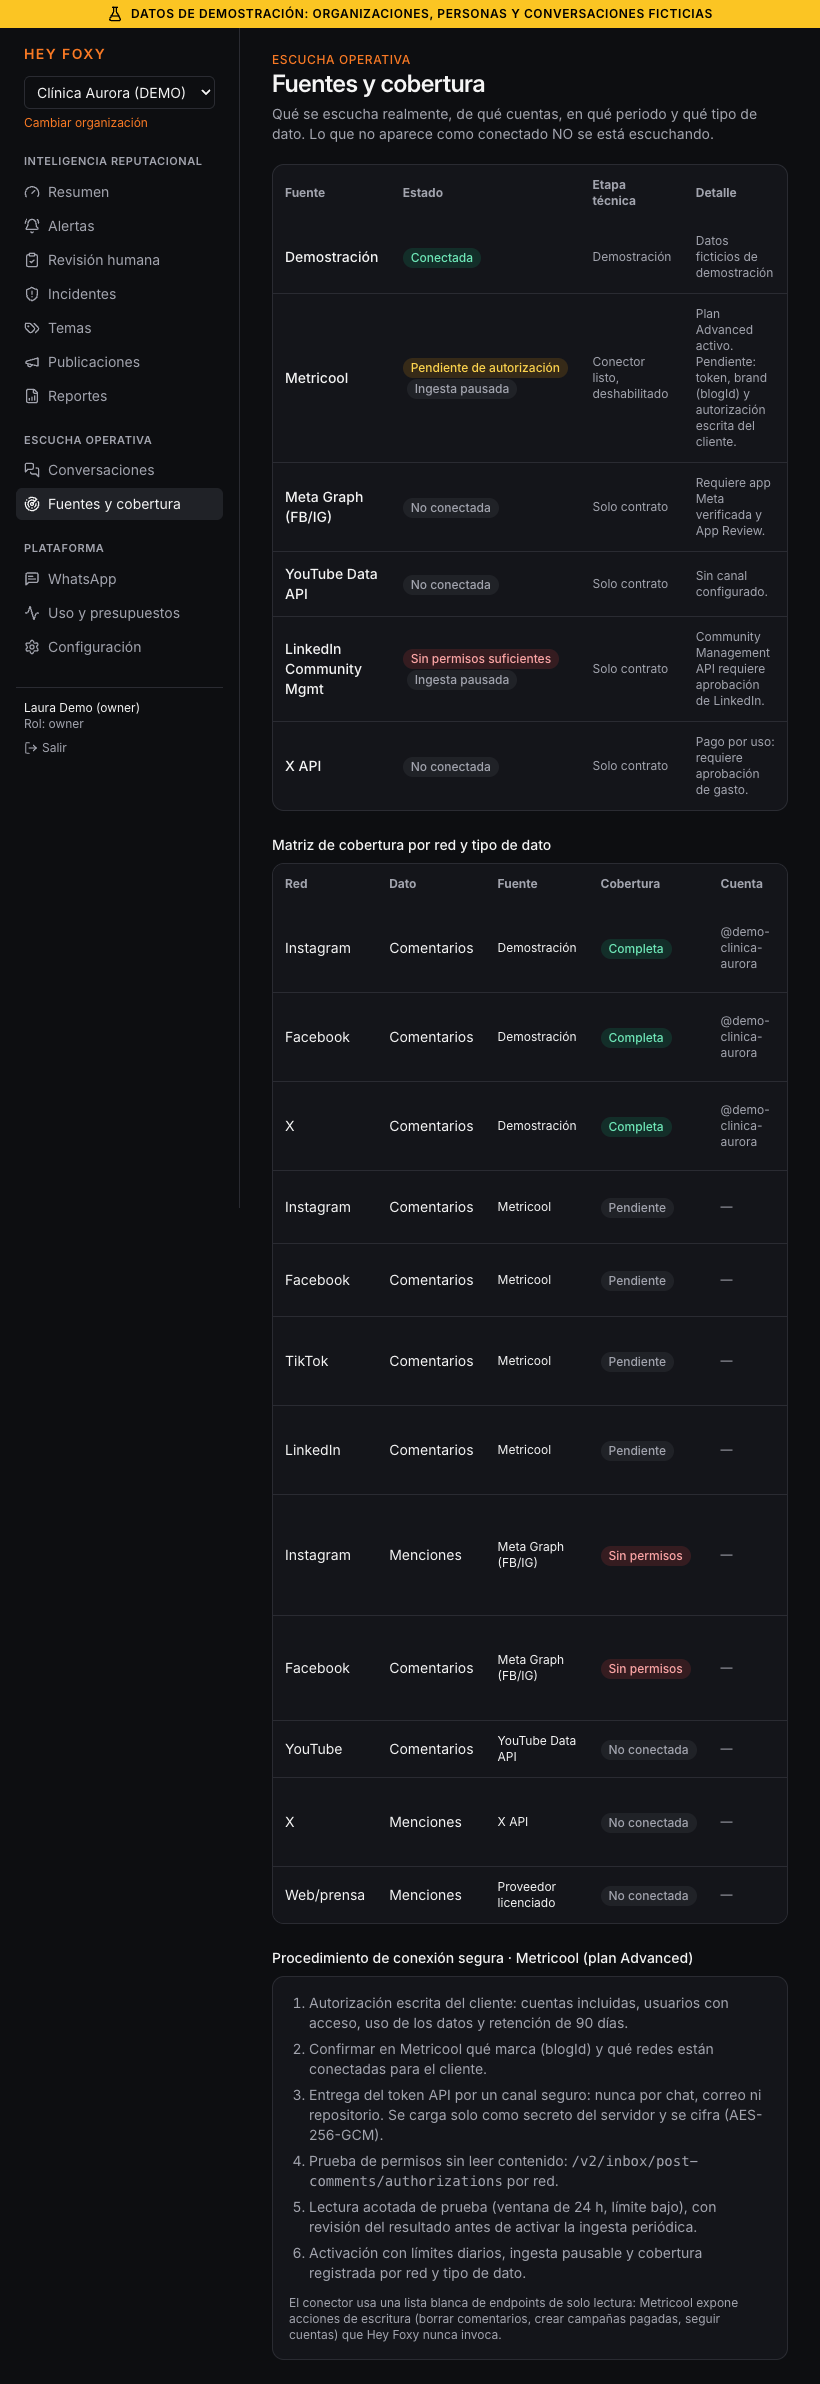 DATOS DE DEMOSTRACIÓN: ORGANIZACIONES, PERSONAS Y CONVERSACIONES FICTICIAS
HEY FOXY
Clínica Aurora (DEMO)
Cambiar organización
INTELIGENCIA REPUTACIONAL
Resumen
Alertas
Revisión humana
Incidentes
Temas
Publicaciones
Reportes
ESCUCHA OPERATIVA
Conversaciones
Fuentes y cobertura
PLATAFORMA
WhatsApp
Uso y presupuestos
Configuración
Laura Demo (owner)
Rol: owner
Salir
ESCUCHA OPERATIVA
Fuentes y cobertura
Qué se escucha realmente, de qué cuentas, en qué periodo y qué tipo de
dato. Lo que no aparece como conectado NO se está escuchando.
Fuente Estado Etapa técnica Detalle
Demostración Conectada Demostración Datos ficticios de demostración
Metricool Pendiente de autorización Ingesta pausada Conector listo, deshabilitado Plan Advanced activo. Pendiente: token, brand (blogId) y autorización escrita del cliente.
Meta Graph (FB/IG) No conectada Solo contrato Requiere app Meta verificada y App Review.
YouTube Data API No conectada Solo contrato Sin canal configurado.
LinkedIn Community Mgmt Sin permisos suficientes Ingesta pausada Solo contrato Community Management API requiere aprobación de LinkedIn.
X API No conectada Solo contrato Pago por uso: requiere aprobación de gasto.
Matriz de cobertura por red y tipo de dato
Red Dato Fuente Cobertura Cuenta
Instagram Comentarios Demostración Completa @demo-clinica-aurora
Facebook Comentarios Demostración Completa @demo-clinica-aurora
X Comentarios Demostración Completa @demo-clinica-aurora
Instagram Comentarios Metricool Pendiente —
Facebook Comentarios Metricool Pendiente —
TikTok Comentarios Metricool Pendiente —
LinkedIn Comentarios Metricool Pendiente —
Instagram Menciones Meta Graph (FB/IG) Sin permisos —
Facebook Comentarios Meta Graph (FB/IG) Sin permisos —
YouTube Comentarios YouTube Data API No conectada —
X Menciones X API No conectada —
Web/prensa Menciones Proveedor licenciado No conectada —
Procedimiento de conexión segura · Metricool (plan Advanced)
1. Autorización escrita del cliente: cuentas incluidas, usuarios con
acceso, uso de los datos y retención de 90 días.
2. Confirmar en Metricool qué marca (blogId) y qué redes están
conectadas para el cliente.
3. Entrega del token API por un canal seguro: nunca por chat, correo ni
repositorio. Se carga solo como secreto del servidor y se cifra (AES-
256-GCM).
4. Prueba de permisos sin leer contenido: /v2/inbox/post-
comments/authorizations por red.
5. Lectura acotada de prueba (ventana de 24 h, límite bajo), con
revisión del resultado antes de activar la ingesta periódica.
6. Activación con límites diarios, ingesta pausable y cobertura
registrada por red y tipo de dato.
El conector usa una lista blanca de endpoints de solo lectura: Metricool expone
acciones de escritura (borrar comentarios, crear campañas pagadas, seguir
cuentas) que Hey Foxy nunca invoca.